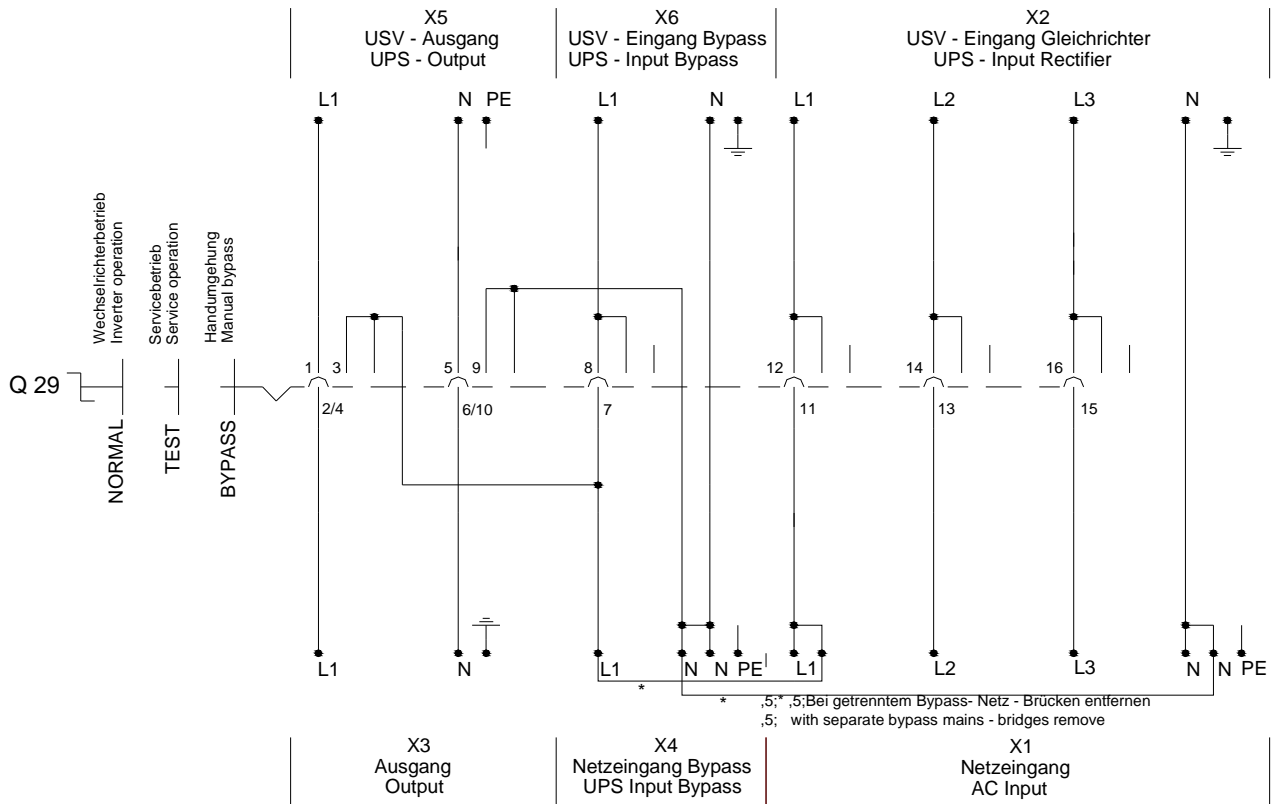 X5
USV - Ausgang
UPS - Output
X6
USV - Eingang Bypass
UPS - Input Bypass
X2
USV - Eingang Gleichrichter
UPS - Input Rectifier
L1 N PE L1 N L1 L2 L3 N
Wechselrichterbetrieb
Inverter operation
Servicebetrieb
Service operation
Handumgehung
Manual bypass
1 3 5 9 8 12 14 16
Q 29
2/4 6/10 7 11 13 15
NORMAL
TEST
BYPASS
L1 N L1 N N PE L1 L2 L3 N N PE
*
* ,5;* ,5;Bei getrenntem Bypass- Netz - Brücken entfernen
,5; with separate bypass mains - bridges remove
X3
Ausgang
Output
X4
Netzeingang Bypass
UPS Input Bypass
X1
Netzeingang
AC Input